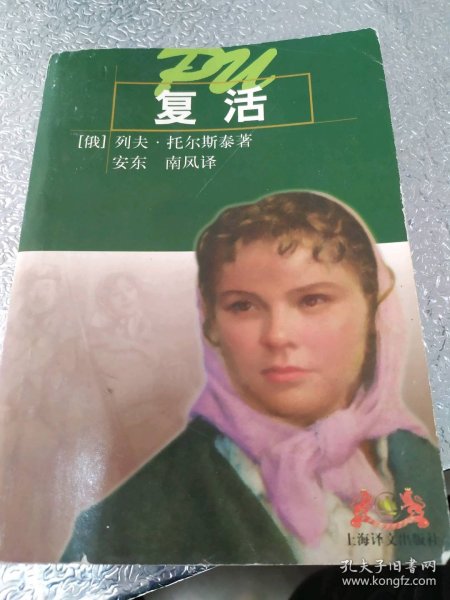 PU
复活
[俄] 列夫·托尔斯泰著
安东 南风译
上海译文出版社
孔夫子旧书网
www.kongfz.com